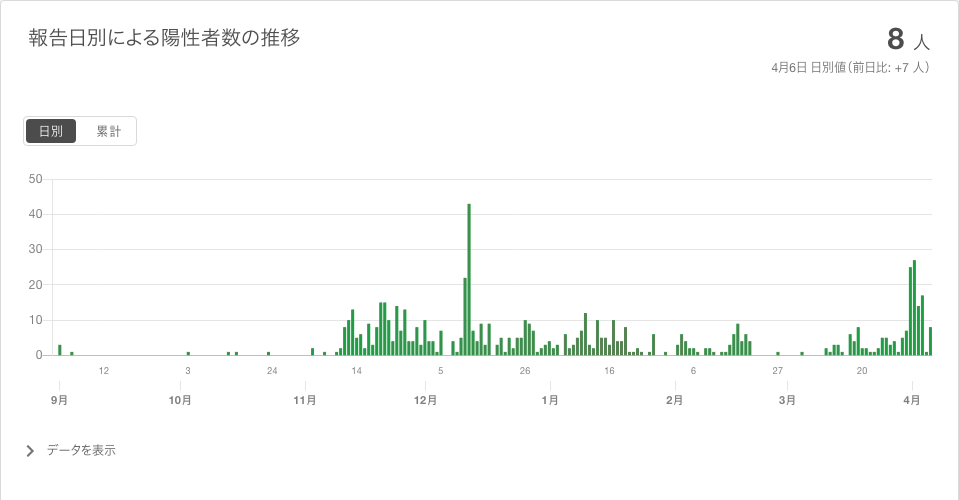 報告日別による陽性者数の推移
8 人
4月6日 日別値（前日比: +7 人）
日別 累計
50
40
30
20
10
0
12 3 24 14 5 26 16 6 27 20
9月 10月 11月 12月 1月 2月 3月 4月
データを表示